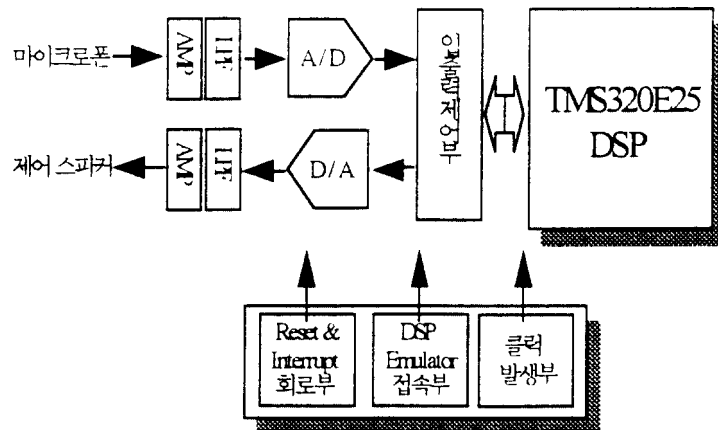 마이크로폰
AMP
LPF
A/D
입출력제어부
TMS320E25
DSP
제어 스피커
AMP
LPF
D/A
Reset &
Interrupt
회로부
DSP
Emulator
접속부
클럭
발생부